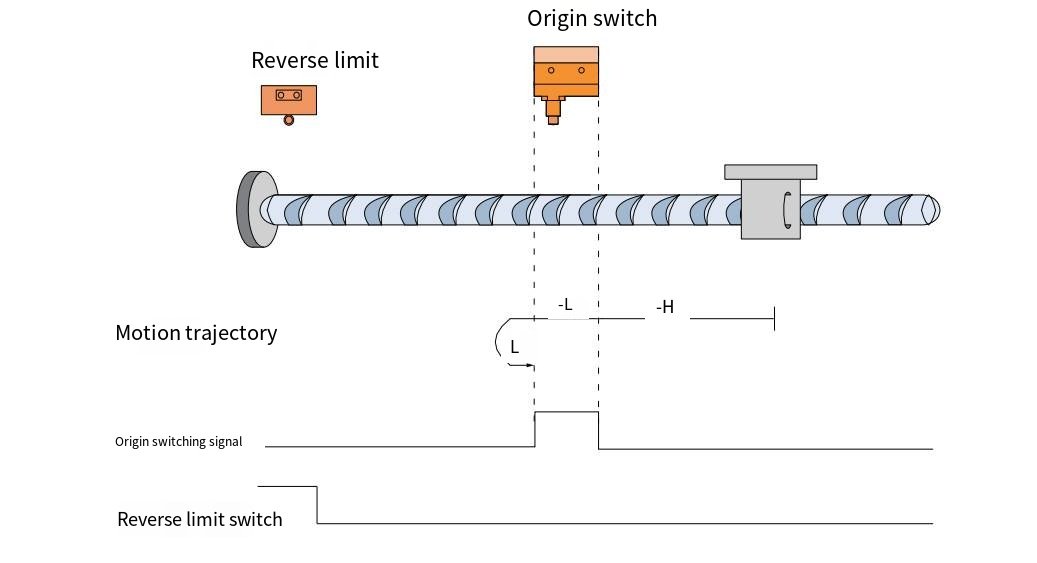 Origin switch
Reverse limit
-L
-H
Motion trajectory
L
Origin switching signal
Reverse limit switch